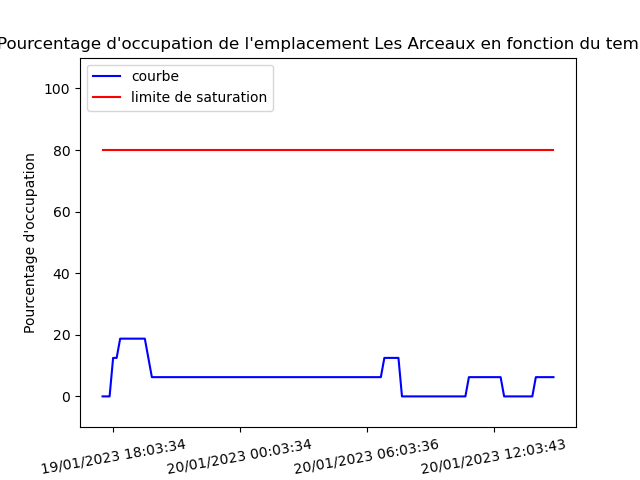 Pourcentage d'occupation de l'emplacement Les Arceaux en fonction du tem
courbe
limite de saturation
100
80
60
40
20
0
Pourcentage d'occupation
19/01/2023 18:03:34
20/01/2023 00:03:34
20/01/2023 06:03:36
20/01/2023 12:03:43